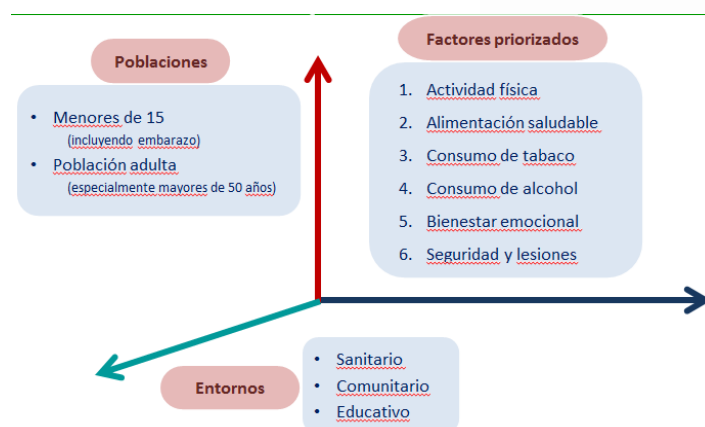 Poblaciones
• Menores de 15
(incluyendo embarazo)
• Población adulta
(especialmente mayores de 50 años)
Factores priorizados
1. Actividad física
2. Alimentación saludable
3. Consumo de tabaco
4. Consumo de alcohol
5. Bienestar emocional
6. Seguridad y lesiones
Entornos
• Sanitario
• Comunitario
• Educativo